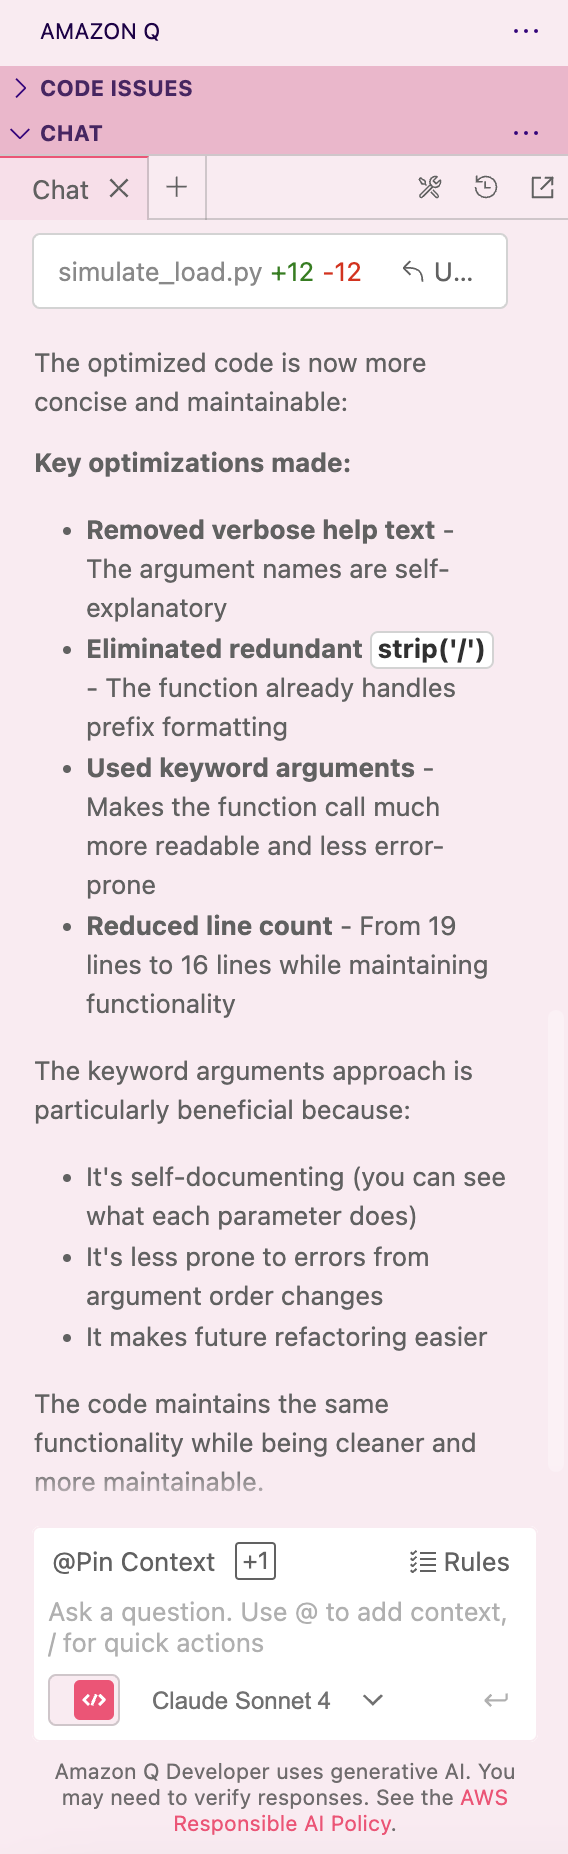 AMAZON Q
CODE ISSUES
CHAT
Chat
simulate_load.py +12 -12 U...
The optimized code is now more
concise and maintainable:
Key optimizations made:
• Removed verbose help text -
The argument names are self-
explanatory
• Eliminated redundant strip('/')
- The function already handles
prefix formatting
• Used keyword arguments -
Makes the function call much
more readable and less error-
prone
• Reduced line count - From 19
lines to 16 lines while maintaining
functionality
The keyword arguments approach is
particularly beneficial because:
• It's self-documenting (you can see
what each parameter does)
• It's less prone to errors from
argument order changes
• It makes future refactoring easier
The code maintains the same
functionality while being cleaner and
more maintainable.
@Pin Context +1 Rules
Ask a question. Use @ to add context,
/ for quick actions
</> Claude Sonnet 4
Amazon Q Developer uses generative AI. You
may need to verify responses. See the AWS
Responsible AI Policy.